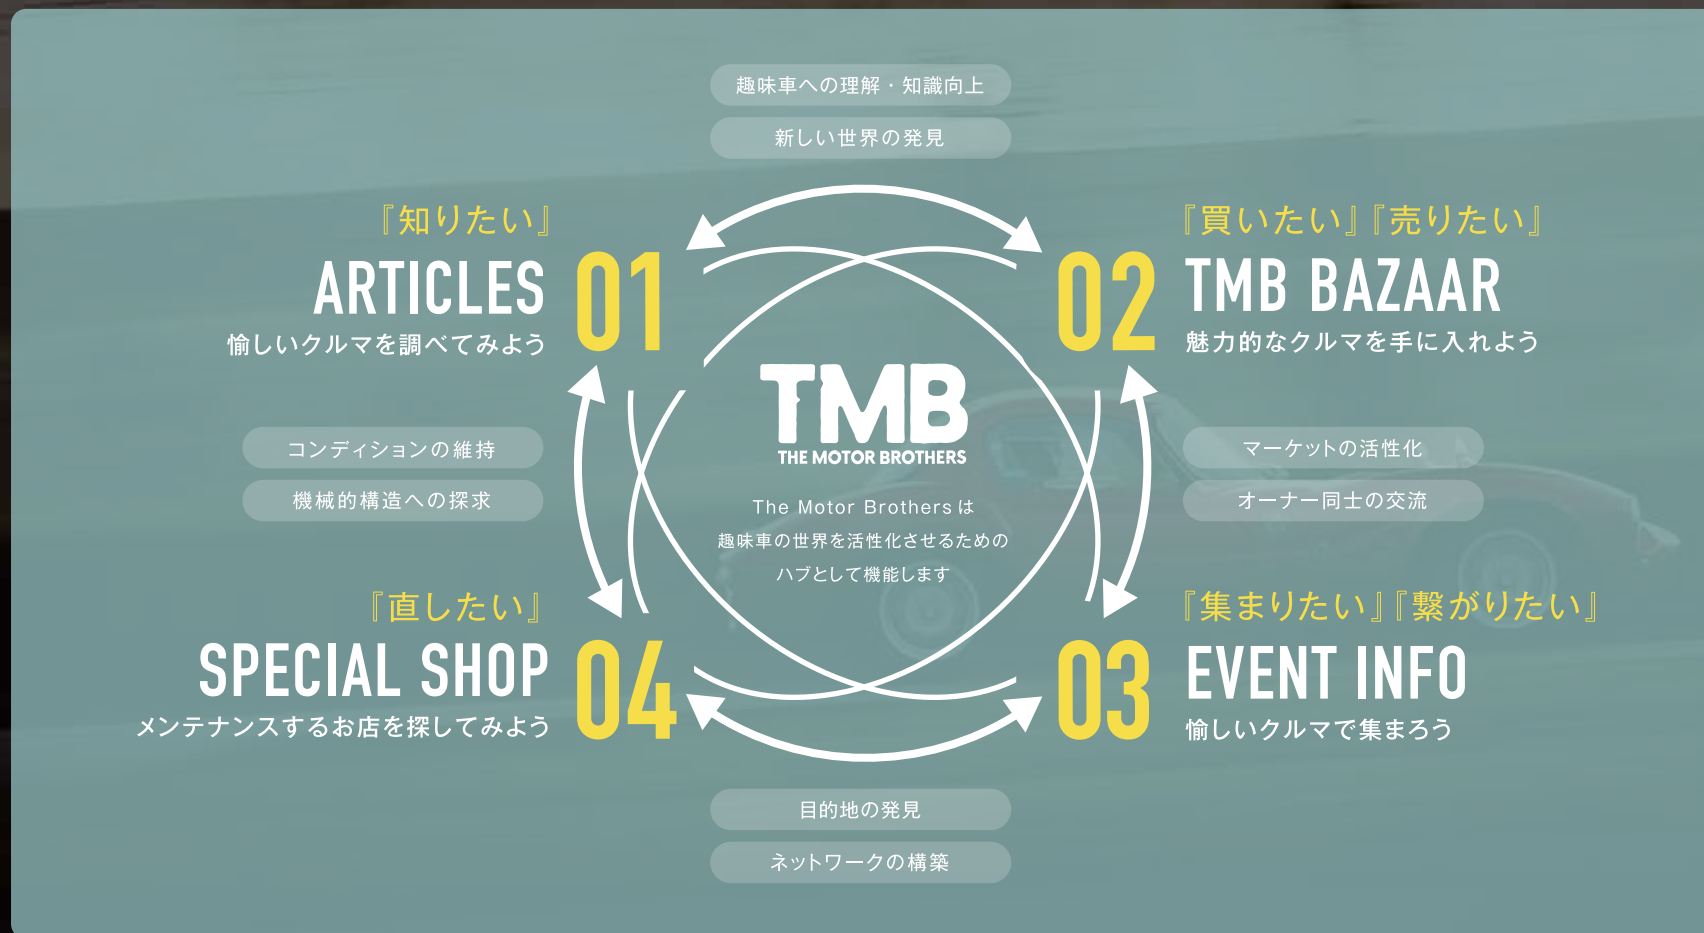 趣味車への理解・知識向上
新しい世界の発見
『知りたい』
01
ARTICLES
愉しいクルマを調べてみよう
『買いたい』『売りたい』
02
TMB BAZAAR
魅力的なクルマを手に入れよう
TMB
THE MOTOR BROTHERS
The Motor Brothersは
趣味車の世界を活性化させるための
ハブとして機能します
コンディションの維持
機械的構造への探求
マーケットの活性化
オーナー同士の交流
『直したい』
04
SPECIAL SHOP
メンテナンスするお店を探してみよう
『集まりたい』『繋がりたい』
03
EVENT INFO
愉しいクルマで集まろう
目的地の発見
ネットワークの構築